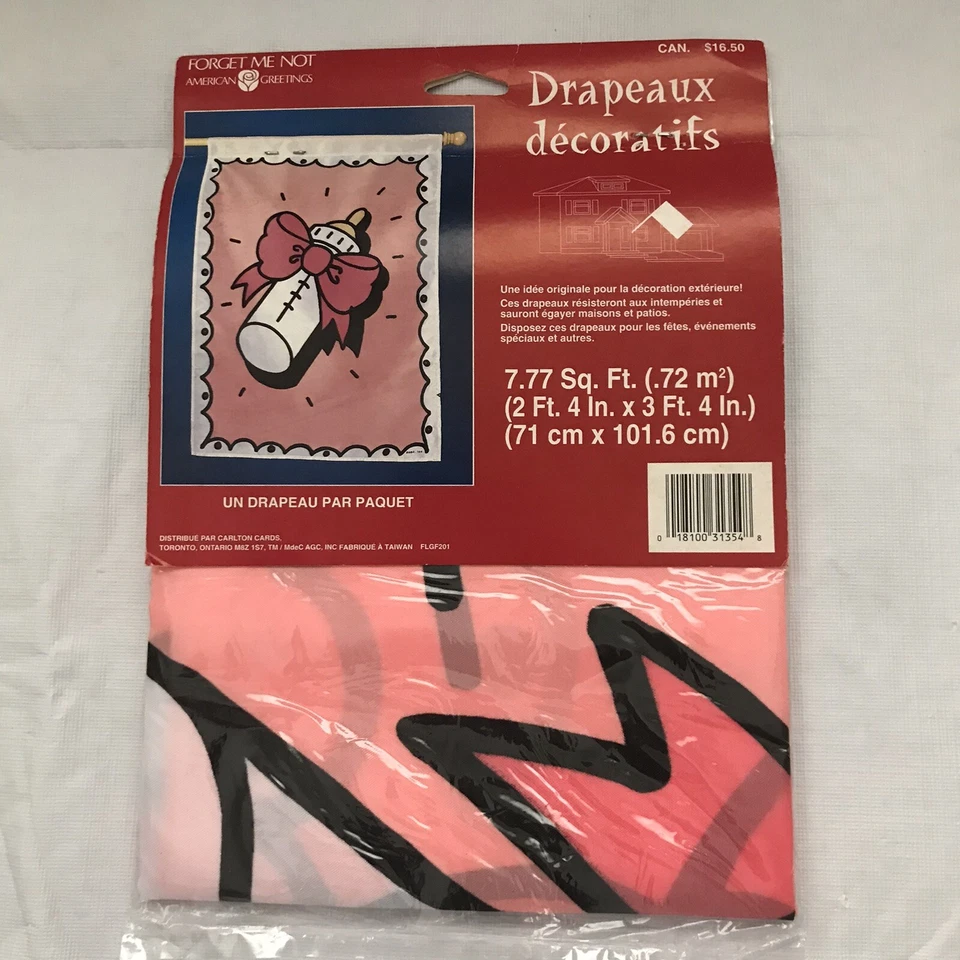 FORGET ME NOT
AMERICAN GREETINGS
CAN. $16.50
Drapeaux
décoratifs
Une idée originale pour la décoration extérieure!
Ces drapeaux résisteront aux intempéries et
sauront égayer maisons et patios.
Disposez ces drapeaux pour les fêtes, événements
spéciaux et autres.
7.77 Sq. Ft. (.72 m²)
(2 Ft. 4 In. x 3 Ft. 4 In.)
(71 cm x 101.6 cm)
UN DRAPEAU PAR PAQUET
DISTRIBUÉ PAR CARLTON CARDS,
TORONTO, ONTARIO M8Z 1S7, TM / MdeC AGC, INC FABRIQUÉ À TAIWAN FLGF201
0 18100 31354 8